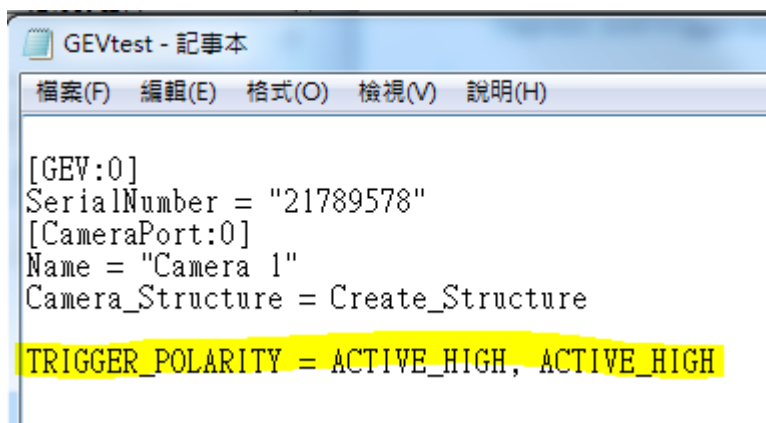 GEVtest - 記事本
檔案(F) 編輯(E) 格式(O) 檢視(V) 說明(H)
[GEV:0]
SerialNumber = "21789578"
[CameraPort:0]
Name = "Camera 1"
Camera_Structure = Create_Structure
TRIGGER_POLARITY = ACTIVE_HIGH, ACTIVE_HIGH